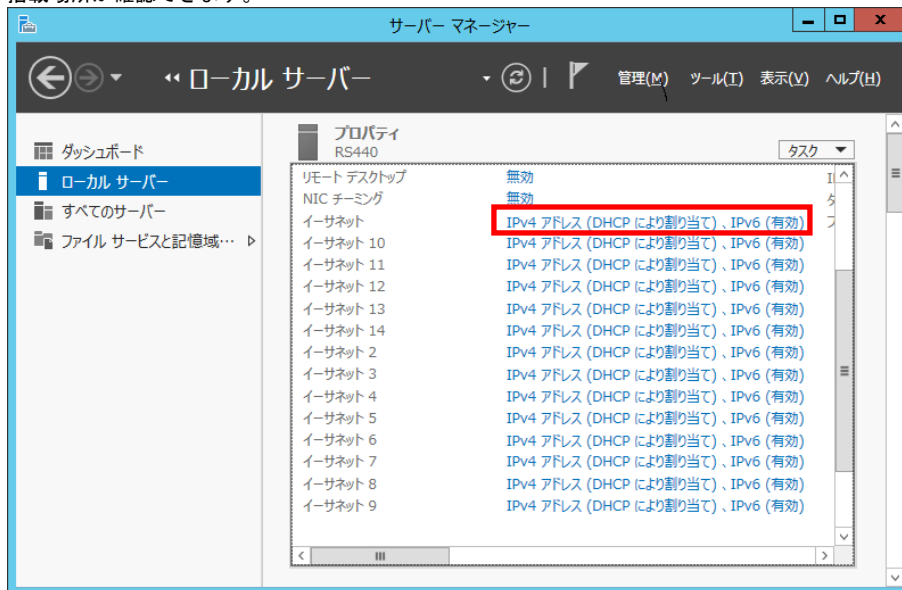 搭載場所が確認できます。
サーバー マネージャー
ローカル サーバー
管理(M) ツール(T) 表示(V) ヘルプ(H)
ダッシュボード
ローカル サーバー
すべてのサーバー
ファイル サービスと記憶域…
プロパティ
RS440
タスク
リモート デスクトップ 無効
NIC チーミング 無効
イーサネット IPv4 アドレス (DHCP により割り当て)、IPv6 (有効)
イーサネット 10 IPv4 アドレス (DHCP により割り当て)、IPv6 (有効)
イーサネット 11 IPv4 アドレス (DHCP により割り当て)、IPv6 (有効)
イーサネット 12 IPv4 アドレス (DHCP により割り当て)、IPv6 (有効)
イーサネット 13 IPv4 アドレス (DHCP により割り当て)、IPv6 (有効)
イーサネット 14 IPv4 アドレス (DHCP により割り当て)、IPv6 (有効)
イーサネット 2 IPv4 アドレス (DHCP により割り当て)、IPv6 (有効)
イーサネット 3 IPv4 アドレス (DHCP により割り当て)、IPv6 (有効)
イーサネット 4 IPv4 アドレス (DHCP により割り当て)、IPv6 (有効)
イーサネット 5 IPv4 アドレス (DHCP により割り当て)、IPv6 (有効)
イーサネット 6 IPv4 アドレス (DHCP により割り当て)、IPv6 (有効)
イーサネット 7 IPv4 アドレス (DHCP により割り当て)、IPv6 (有効)
イーサネット 8 IPv4 アドレス (DHCP により割り当て)、IPv6 (有効)
イーサネット 9 IPv4 アドレス (DHCP により割り当て)、IPv6 (有効)